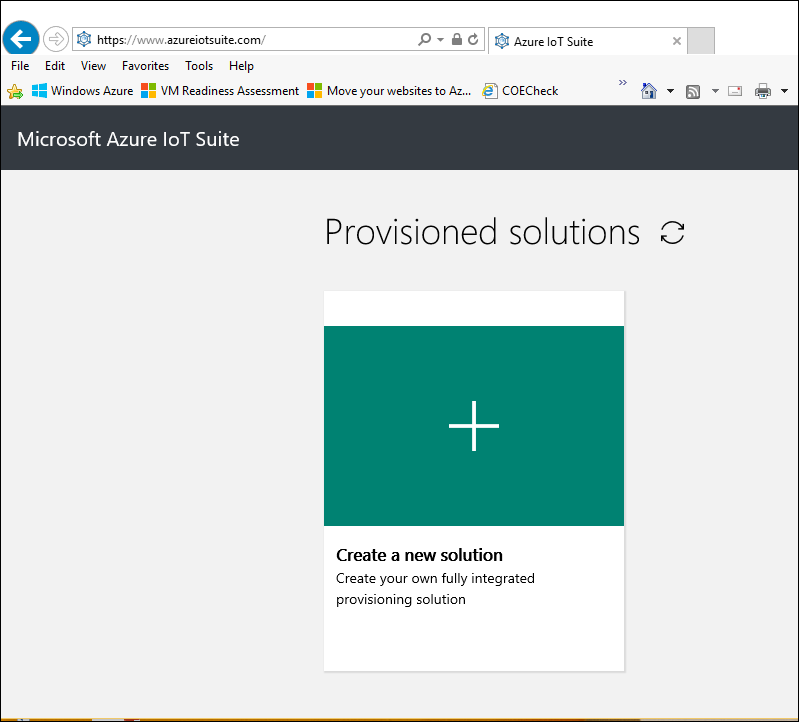 https://www.azureiotsuite.com/
Azure IoT Suite
File Edit View Favorites Tools Help
Windows Azure VM Readiness Assessment Move your websites to Az... COECheck
Microsoft Azure IoT Suite
Provisioned solutions
Create a new solution
Create your own fully integrated
provisioning solution